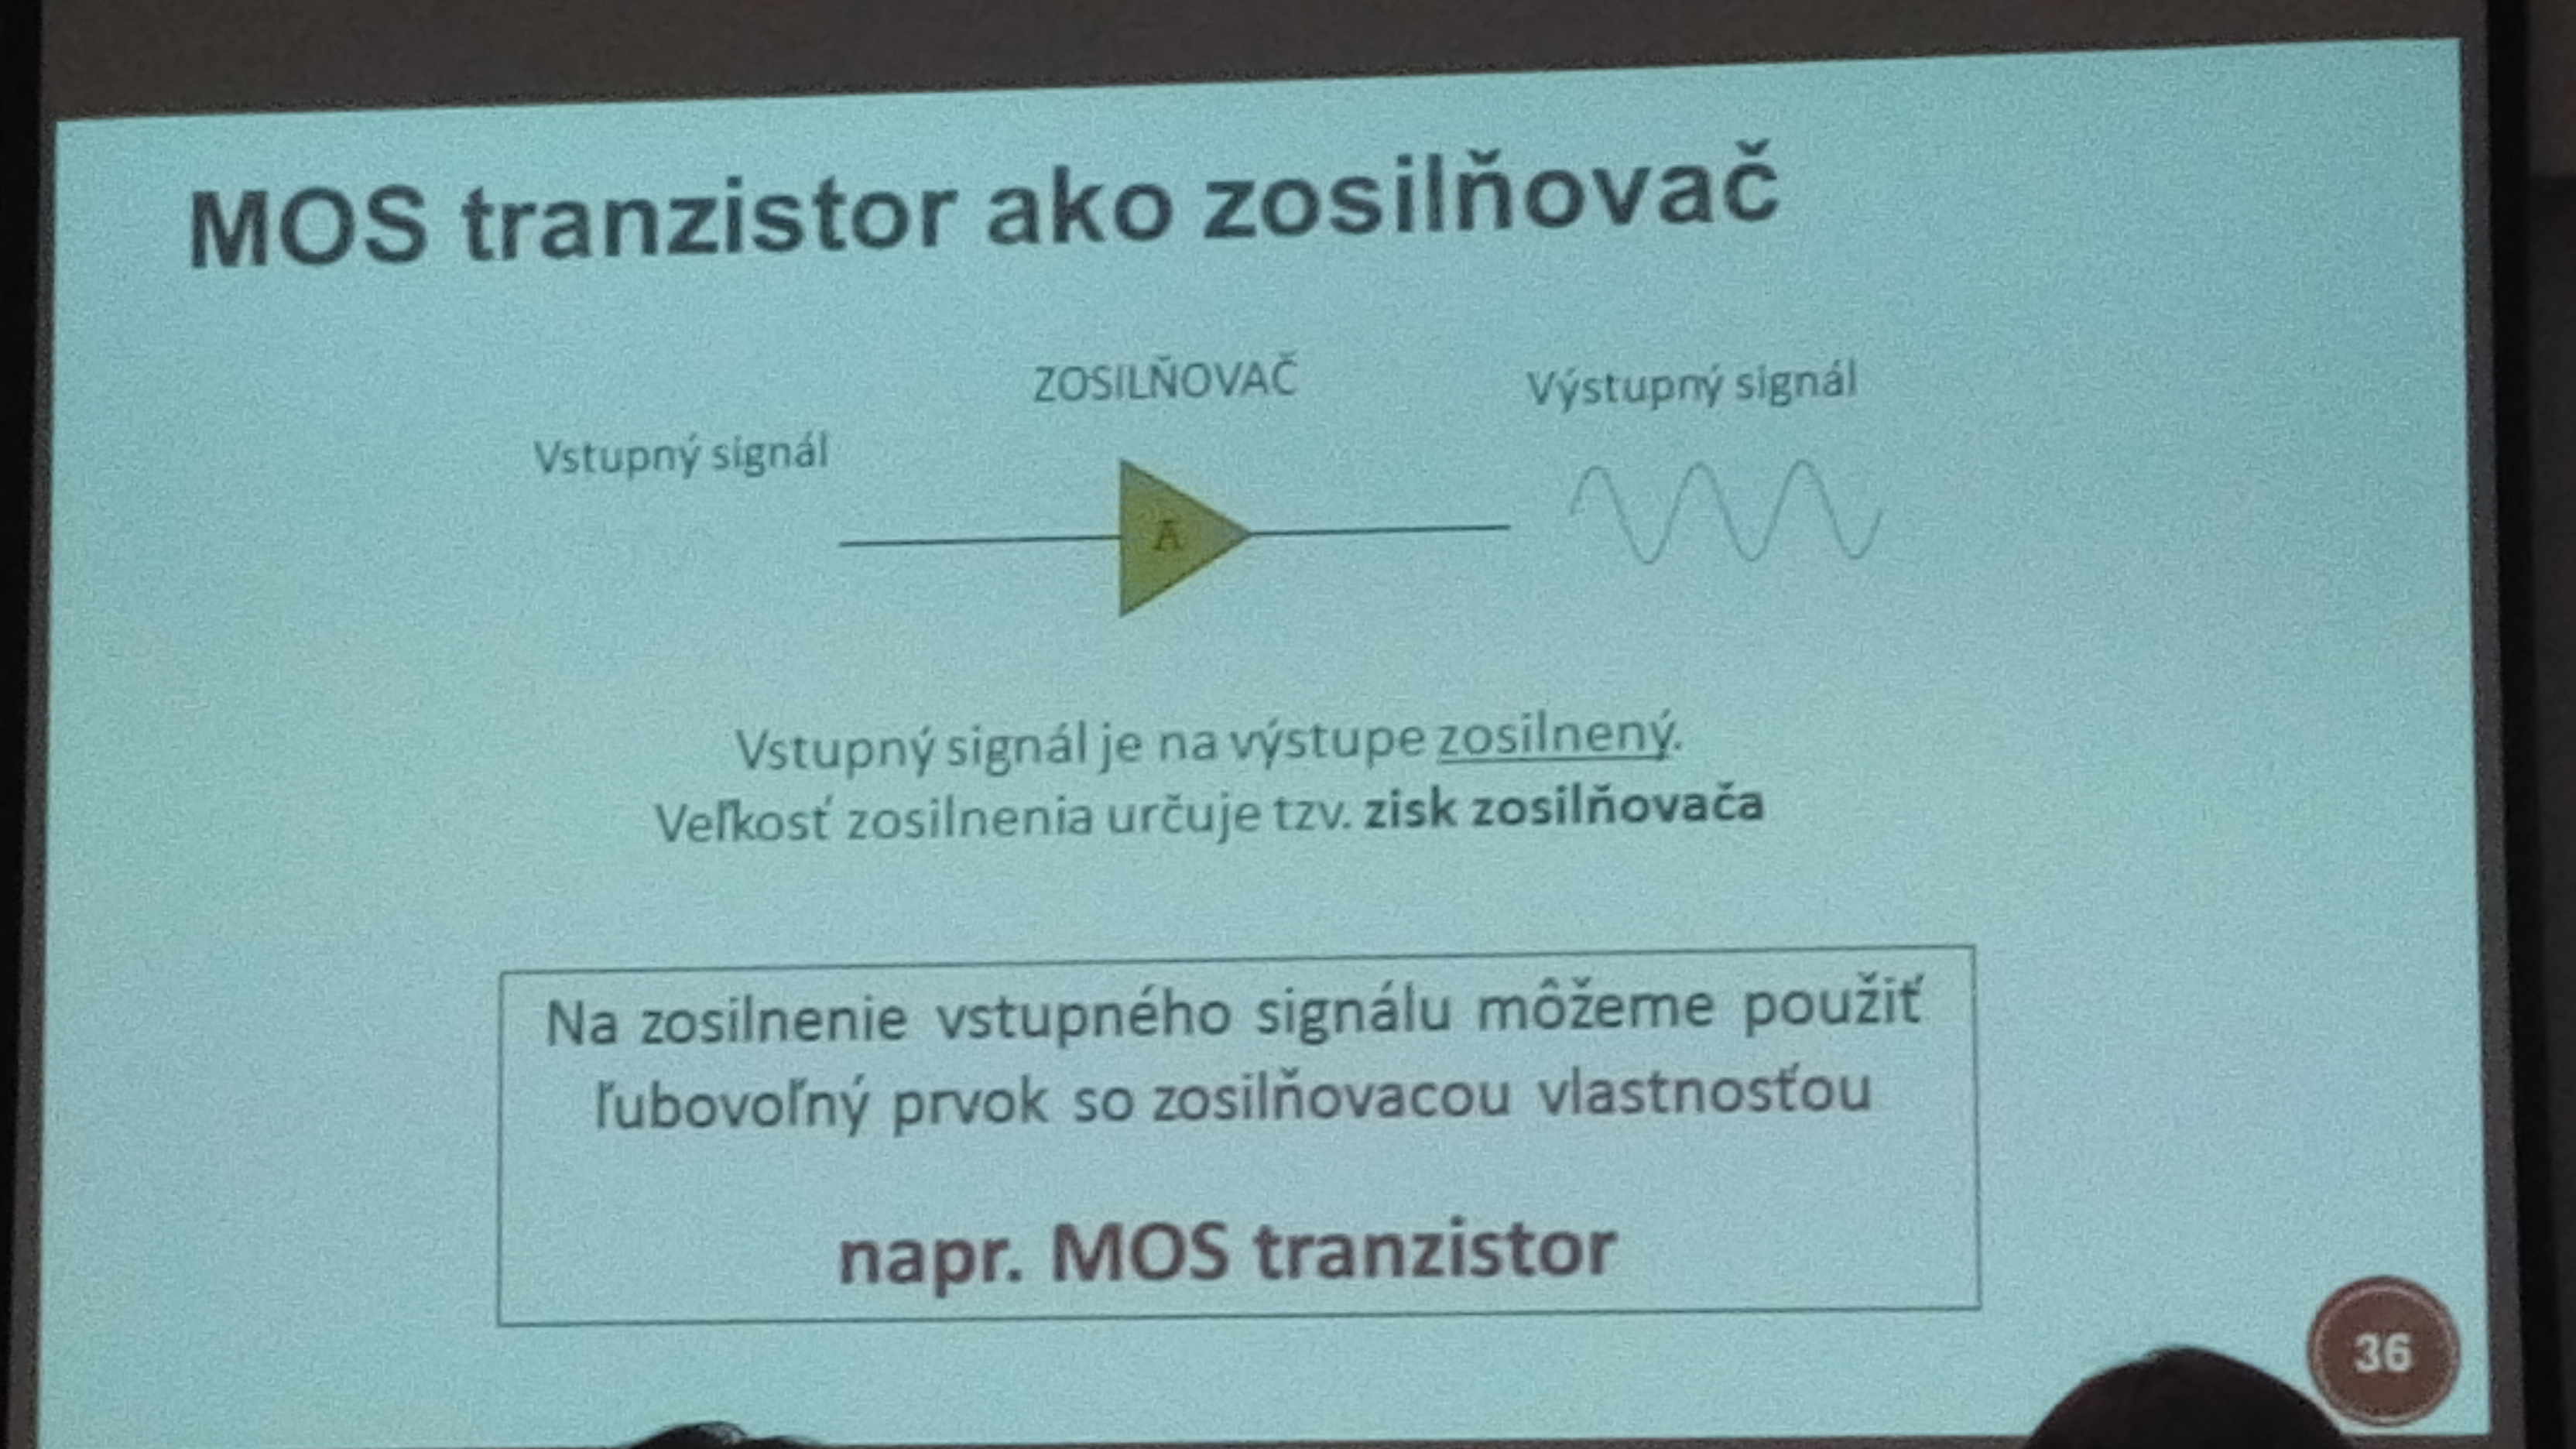 MOS tranzistor ako zosilňovač
ZOSILŇOVAČ
Výstupný signál
Vstupný signál
A
Vstupný signál je na výstupe zosilnený.
Veľkosť zosilnenia určuje tzv. zisk zosilňovača
Na zosilnenie vstupného signálu môžeme použiť
ľubovoľný prvok so zosilňovacou vlastnosťou
napr. MOS tranzistor
36